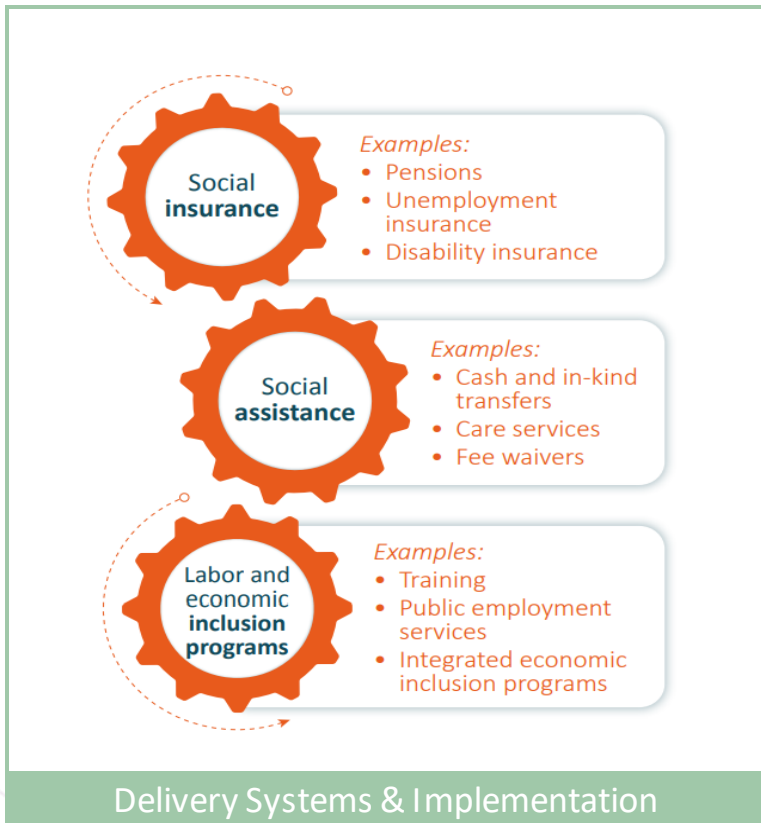 Social
insurance
Examples:
• Pensions
• Unemployment
insurance
• Disability insurance
Social
assistance
Examples:
• Cash and in-kind
transfers
• Care services
• Fee waivers
Labor and
economic
inclusion
programs
Examples:
• Training
• Public employment
services
• Integrated economic
inclusion programs
Delivery Systems & Implementation